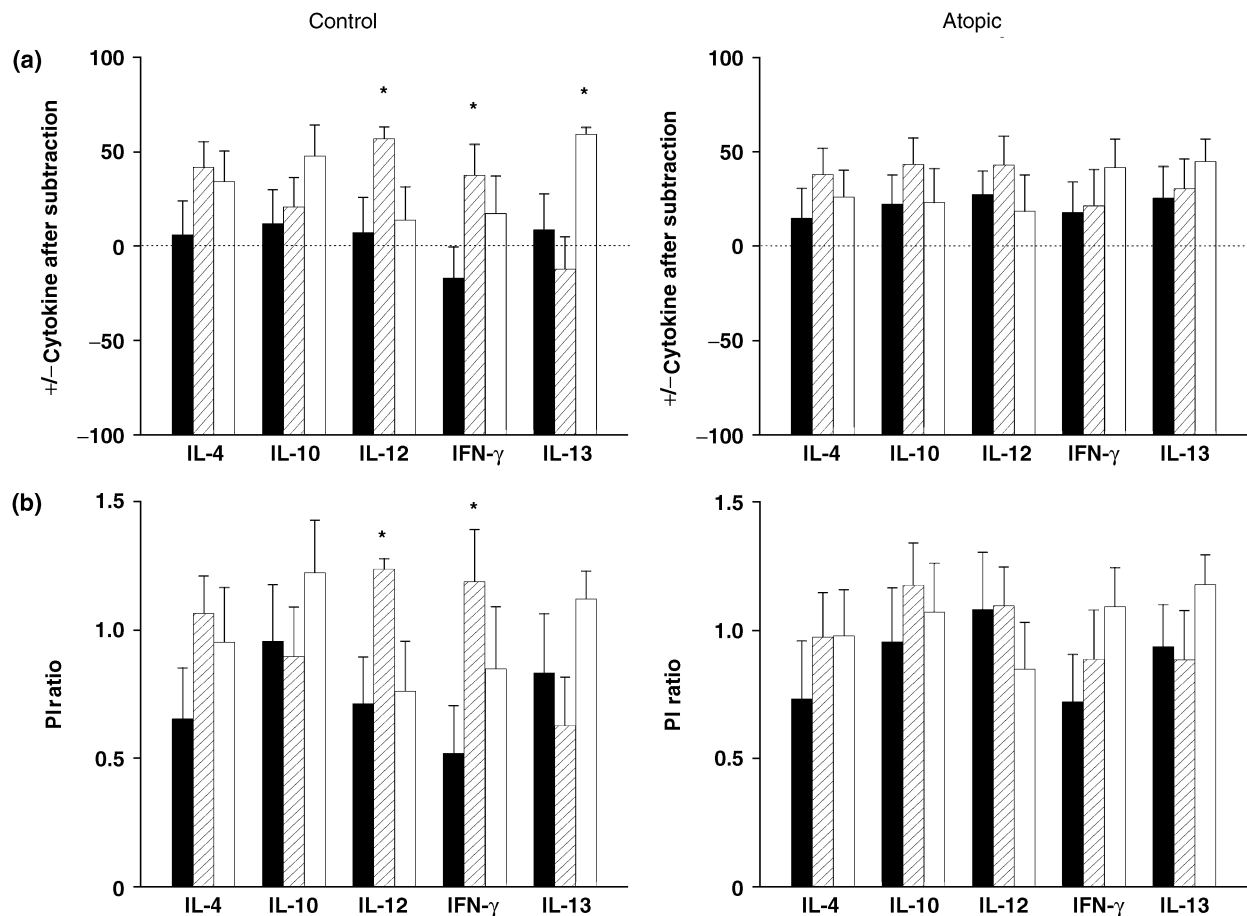 Control
Atopic
(a)
+/−Cytokine after subtraction
100
50
0
−50
−100
* * *
IL-4 IL-10 IL-12 IFN-γ IL-13
+/−Cytokine after subtraction
100
50
0
−50
−100
IL-4 IL-10 IL-12 IFN-γ IL-13
(b)
PI ratio
1.5
1.0
0.5
0
* *
IL-4 IL-10 IL-12 IFN-γ IL-13
PI ratio
1.5
1.0
0.5
0
IL-4 IL-10 IL-12 IFN-γ IL-13